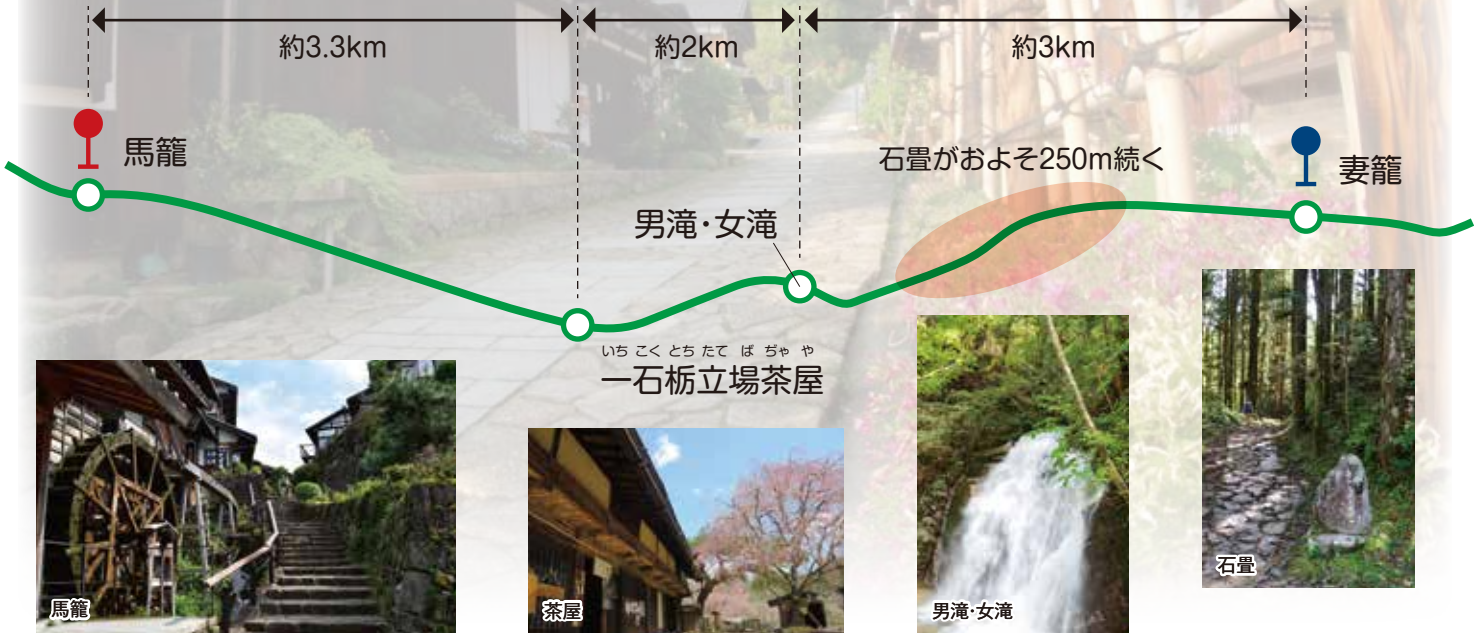 約3.3km
約2km
約3km
馬籠
石畳がおよそ250m続く
妻籠
男滝・女滝
いちこくとちたてばぢゃや
一石栃立場茶屋
馬籠
茶屋
男滝・女滝
石畳